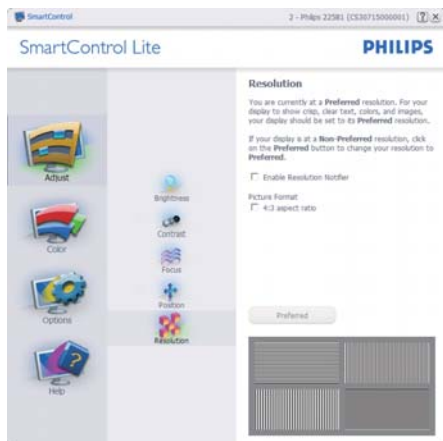 SmartControl
2 - Philips 225B1 (CS30715000001)
SmartControl Lite
PHILIPS
Adjust
Color
Options
Help
Brightness
Contrast
Focus
Position
Resolution
Resolution
You are currently at a Preferred resolution. For your
display to show crisp, clear text, colors, and images,
your display should be set to its Preferred resolution.
If your display is at a Non-Preferred resolution, click
on the Preferred button to change your resolution to
Preferred.
Enable Resolution Notifier
Picture Format
4:3 aspect ratio
Preferred